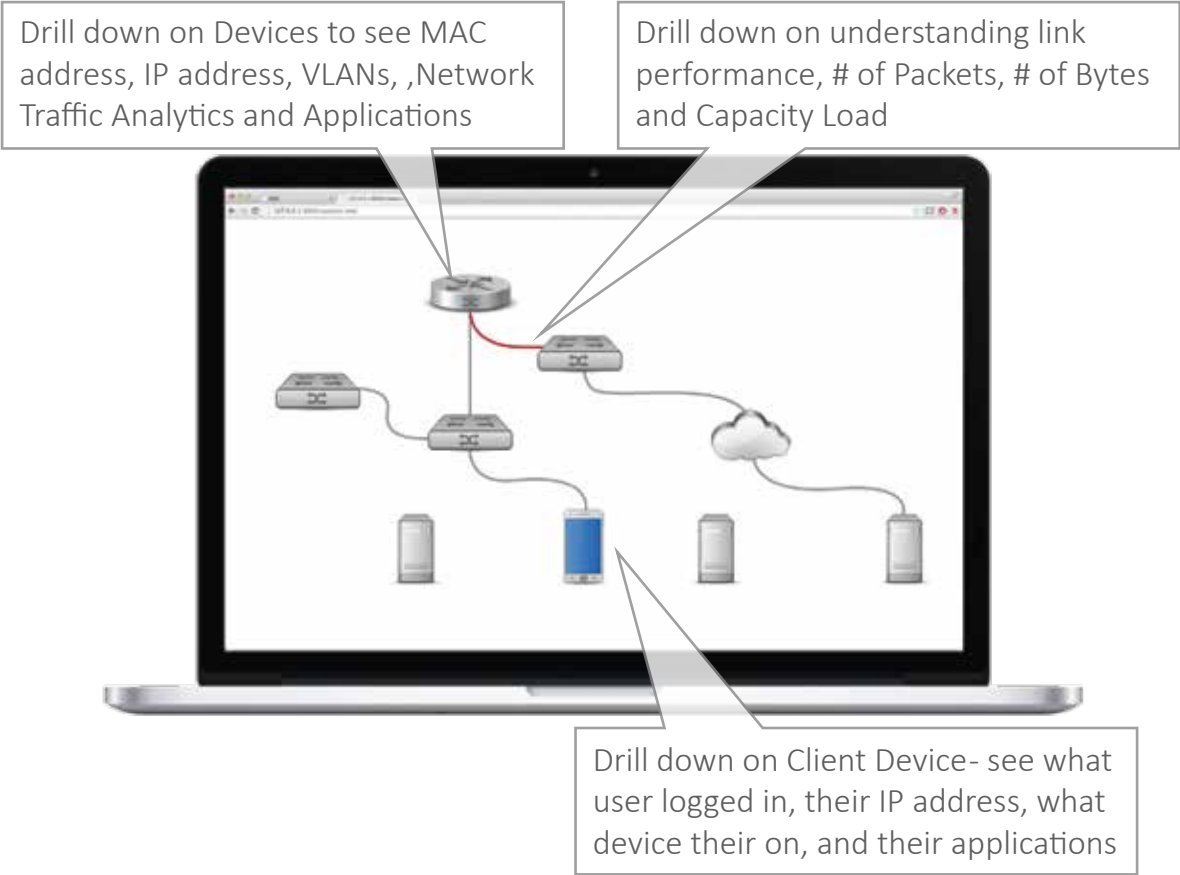 Drill down on Devices to see MAC
address, IP address, VLANs, ,Network
Traffic Analytics and Applications
Drill down on understanding link
performance, # of Packets, # of Bytes
and Capacity Load
Drill down on Client Device- see what
user logged in, their IP address, what
device their on, and their applications